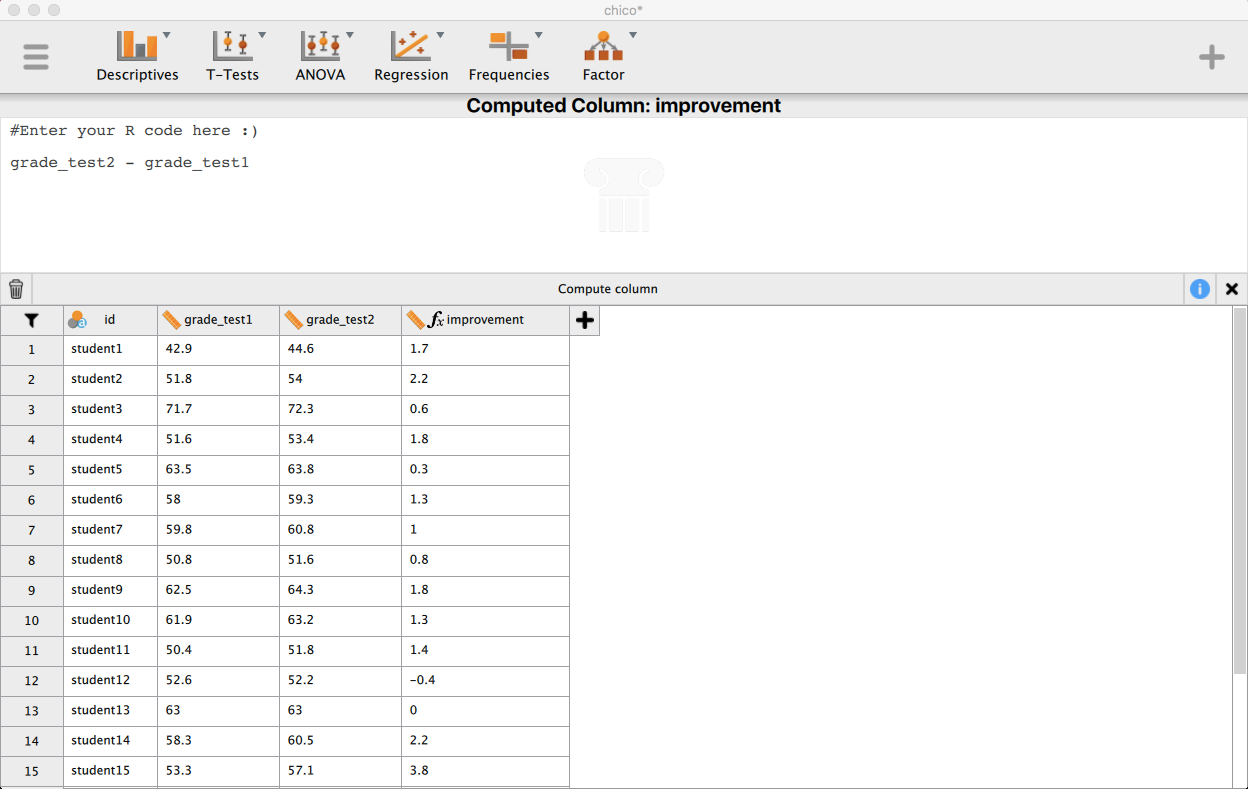 chico*
Descriptives T-Tests ANOVA Regression Frequencies Factor
Computed Column: improvement
#Enter your R code here :)
grade_test2 - grade_test1
Compute column
i
id grade_test1 grade_test2 fx improvement
1 student1 42.9 44.6 1.7
2 student2 51.8 54 2.2
3 student3 71.7 72.3 0.6
4 student4 51.6 53.4 1.8
5 student5 63.5 63.8 0.3
6 student6 58 59.3 1.3
7 student7 59.8 60.8 1
8 student8 50.8 51.6 0.8
9 student9 62.5 64.3 1.8
10 student10 61.9 63.2 1.3
11 student11 50.4 51.8 1.4
12 student12 52.6 52.2 −0.4
13 student13 63 63 0
14 student14 58.3 60.5 2.2
15 student15 53.3 57.1 3.8